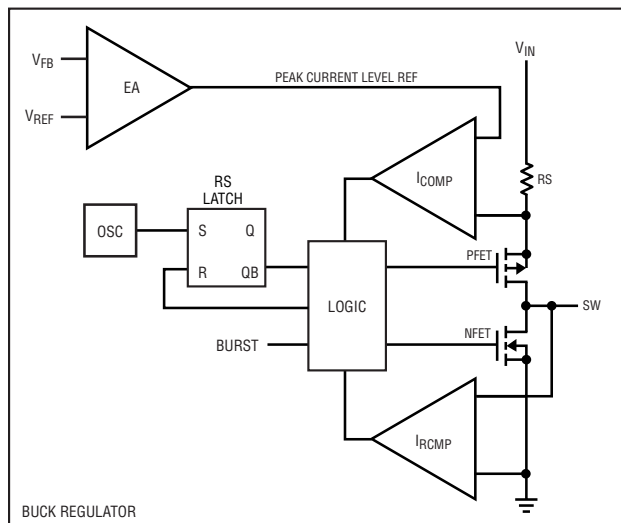 V_FB
V_REF
EA
PEAK CURRENT LEVEL REF
V_IN
I_COMP
RS
RS
LATCH
OSC
S Q
R QB
LOGIC
PFET
SW
BURST
NFET
I_RCMP
BUCK REGULATOR